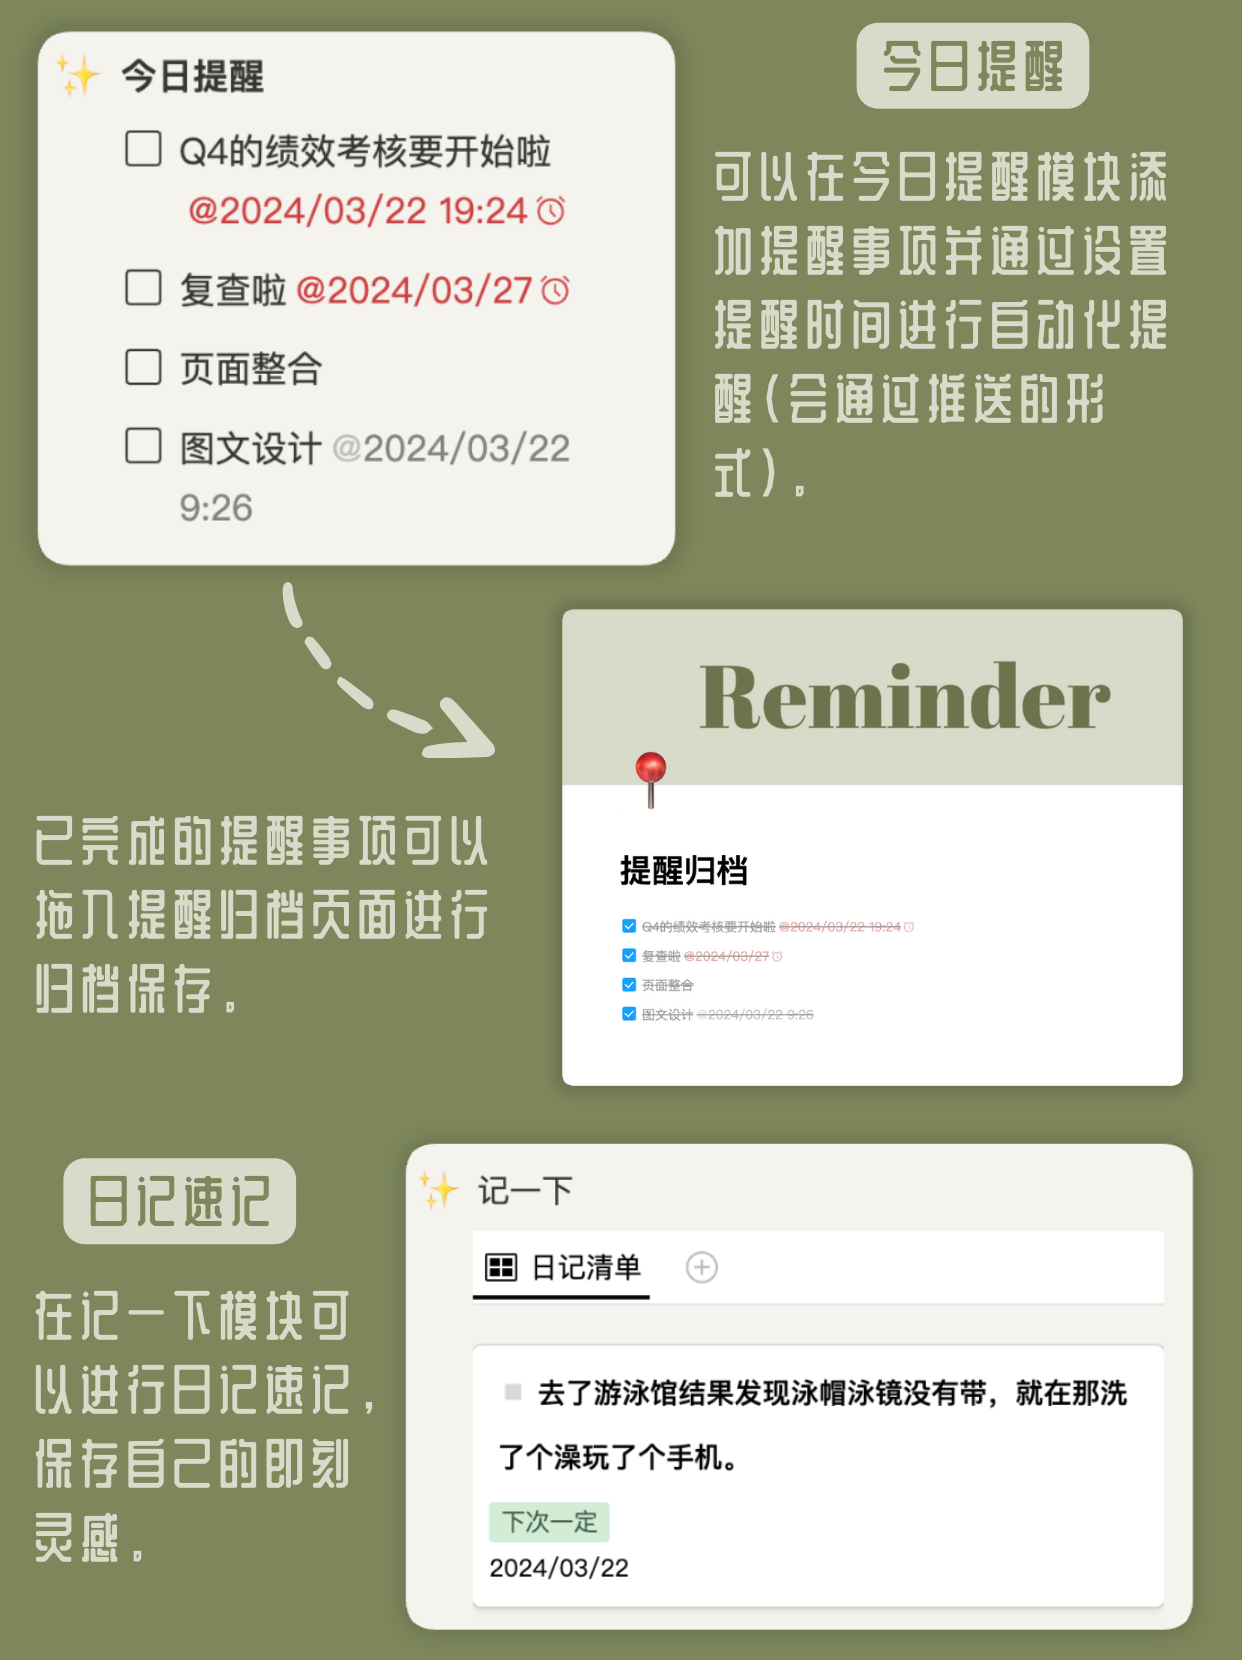 今日提醒
Q4的绩效考核要开始啦
@2024/03/22 19:24
复查啦 @2024/03/27
页面整合
图文设计 @2024/03/22
9:26
今日提醒
可以在今日提醒模块添
加提醒事项并通过设置
提醒时间进行自动化提
醒(会通过推送的形
式)。
Reminder
提醒归档
Q4的绩效考核要开始啦 @2024/03/22 19:24
复查啦 @2024/03/27
页面整合
图文设计 @2024/03/22 9:26
已完成的提醒事项可以
拖入提醒归档页面进行
归档保存。
日记速记
在记一下模块可
以进行日记速记,
保存自己的即刻
灵感。
记一下
日记清单
去了游泳馆结果发现泳帽泳镜没有带，就在那洗
了个澡玩了个手机。
下次一定
2024/03/22